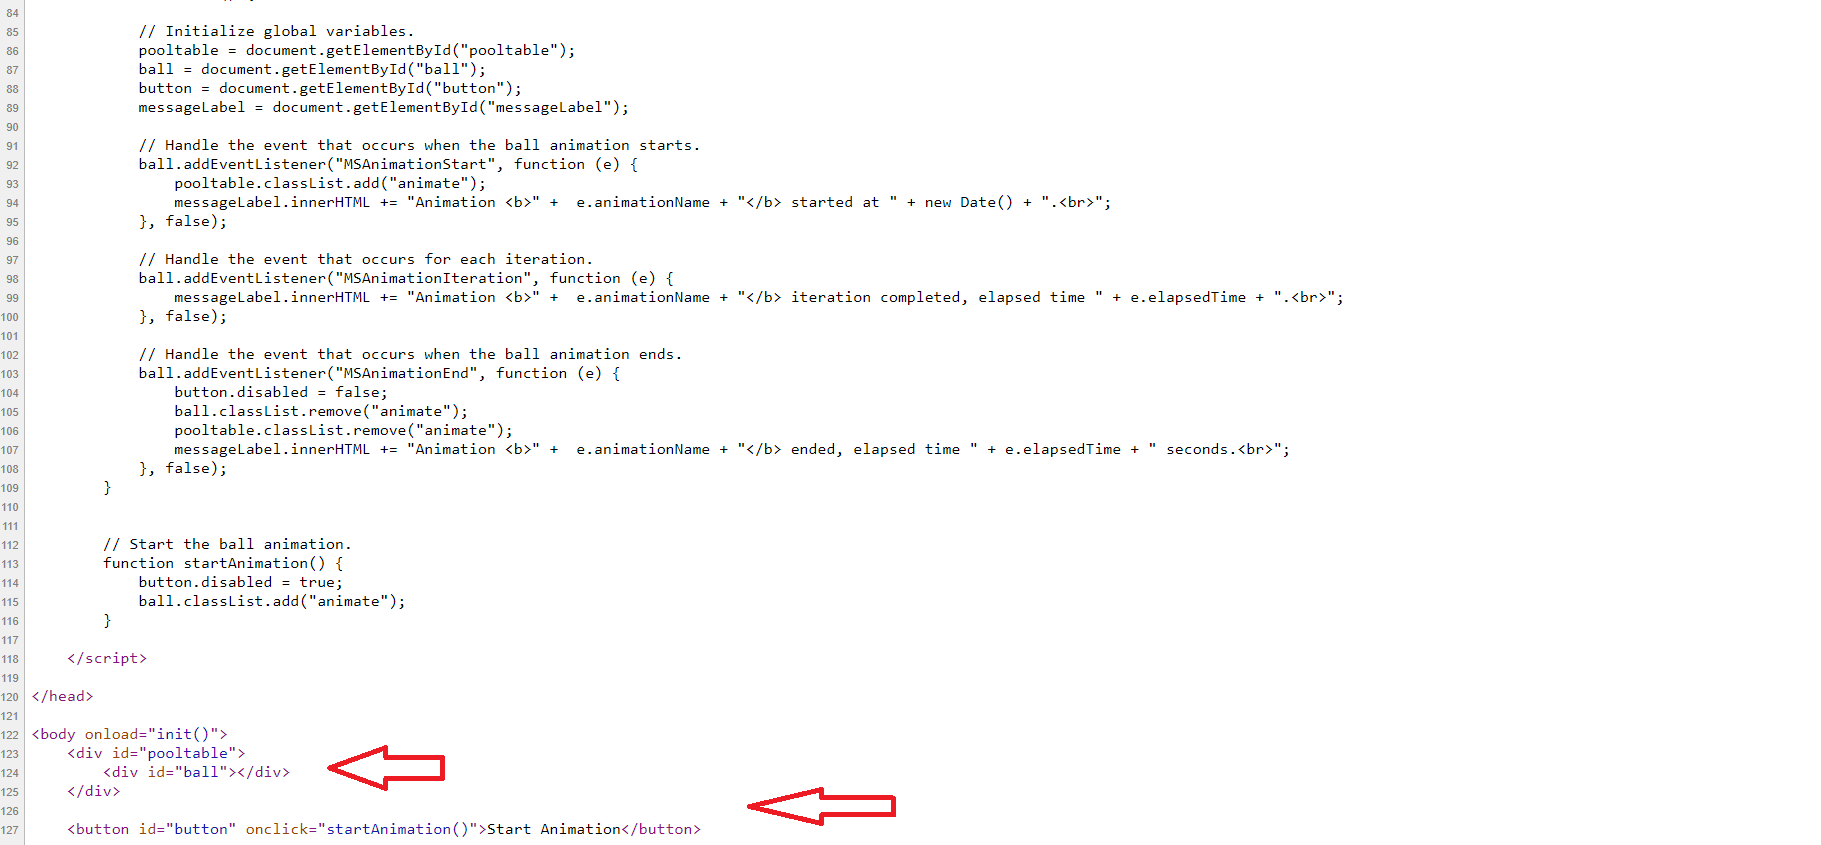 84
85 // Initialize global variables.
86 pooltable = document.getElementById("pooltable");
87 ball = document.getElementById("ball");
88 button = document.getElementById("button");
89 messageLabel = document.getElementById("messageLabel");
90
91 // Handle the event that occurs when the ball animation starts.
92 ball.addEventListener("MSAnimationStart", function (e) {
93 pooltable.classList.add("animate");
94 messageLabel.innerHTML += "Animation <b>" +  e.animationName + "</b> started at " + new Date() + ".<br>";
95 }, false);
96
97 // Handle the event that occurs for each iteration.
98 ball.addEventListener("MSAnimationIteration", function (e) {
99 messageLabel.innerHTML += "Animation <b>" +  e.animationName + "</b> iteration completed, elapsed time " + e.elapsedTime + ".<br>";
100 }, false);
101
102 // Handle the event that occurs when the ball animation ends.
103 ball.addEventListener("MSAnimationEnd", function (e) {
104 button.disabled = false;
105 ball.classList.remove("animate");
106 pooltable.classList.remove("animate");
107 messageLabel.innerHTML += "Animation <b>" +  e.animationName + "</b> ended, elapsed time " + e.elapsedTime + " seconds.<br>";
108 }, false);
109 }
110
111
112 // Start the ball animation.
113 function startAnimation() {
114 button.disabled = true;
115 ball.classList.add("animate");
116 }
117
118 </script>
119
120 </head>
121
122 <body onload="init()">
123 <div id="pooltable">
124 <div id="ball"></div>
125 </div>
126
127 <button id="button" onclick="startAnimation()">Start Animation</button>